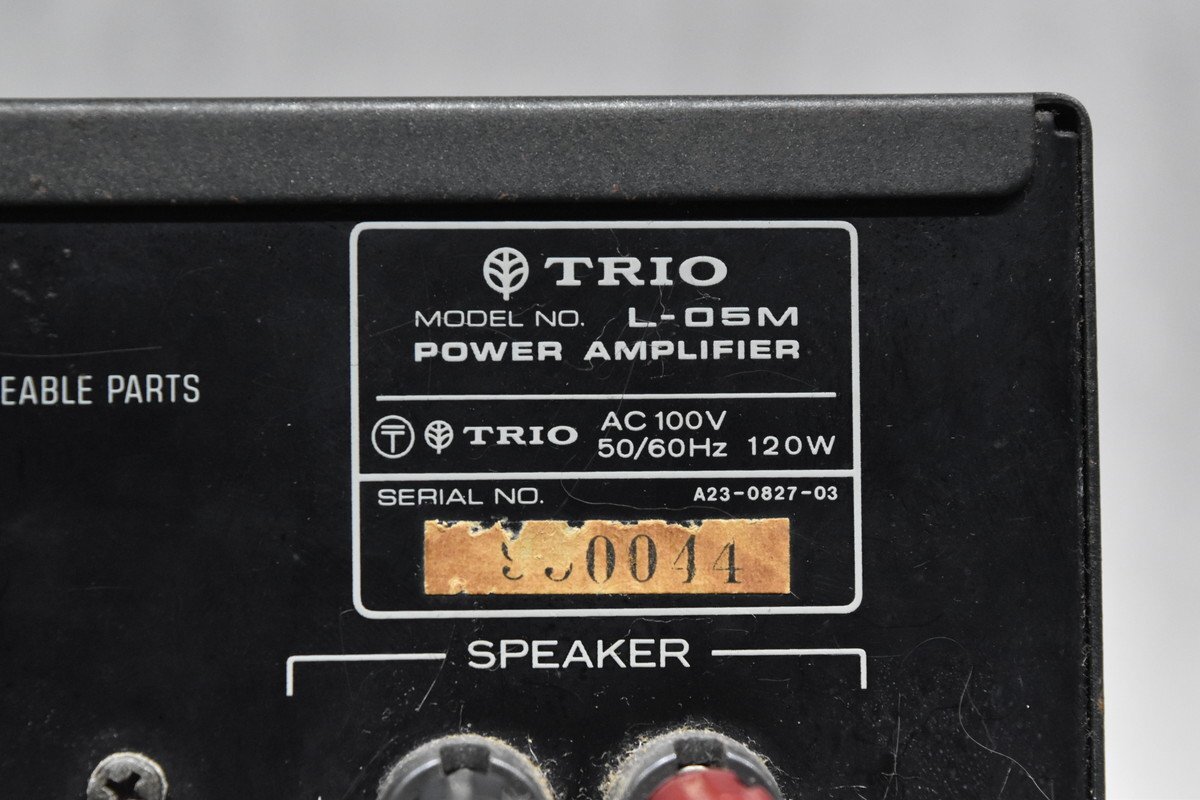 TRIO
MODEL NO. L-05M
POWER AMPLIFIER
EABLE PARTS
TRIO AC 100V
50/60Hz 120W
SERIAL NO. A23-0827-03
SPEAKER